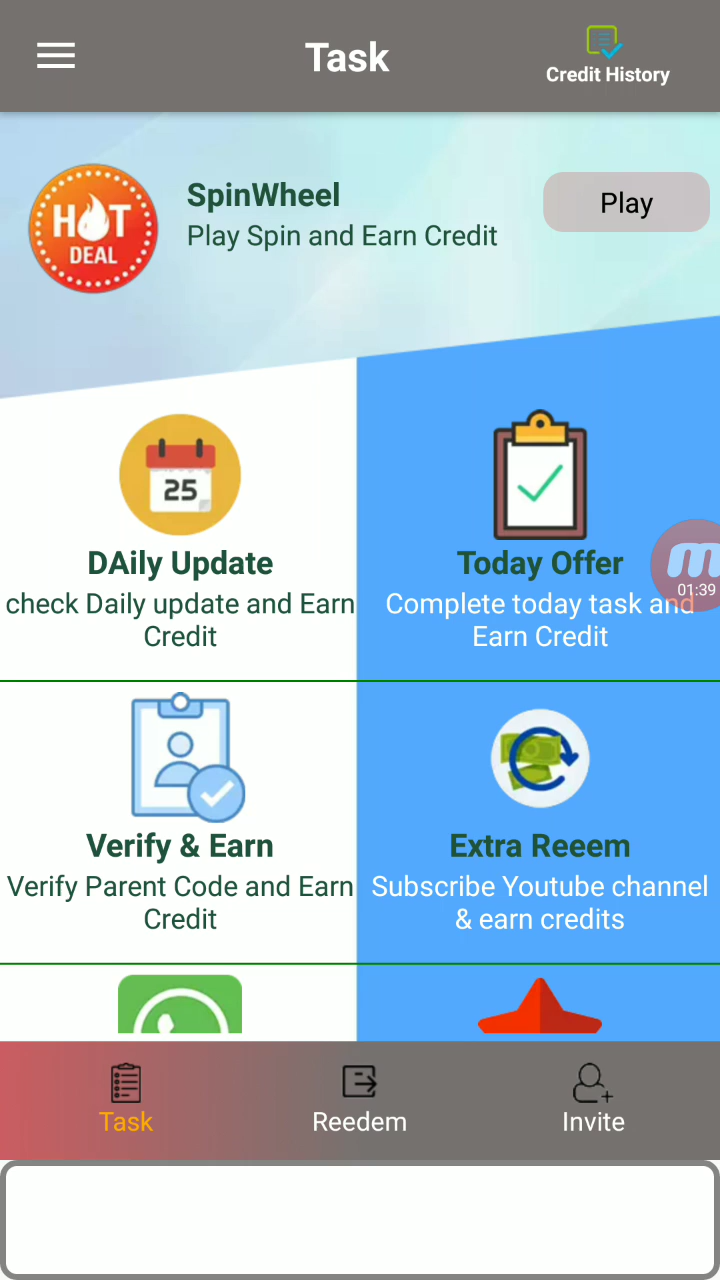 Task
Credit History
HOT
DEAL
SpinWheel
Play Spin and Earn Credit
Play
25
DAily Update
check Daily update and Earn
Credit
Today Offer
Complete today task and
Earn Credit
m
01:39
Verify & Earn
Verify Parent Code and Earn
Credit
Extra Reeem
Subscribe Youtube channel
& earn credits
Task
Reedem
Invite